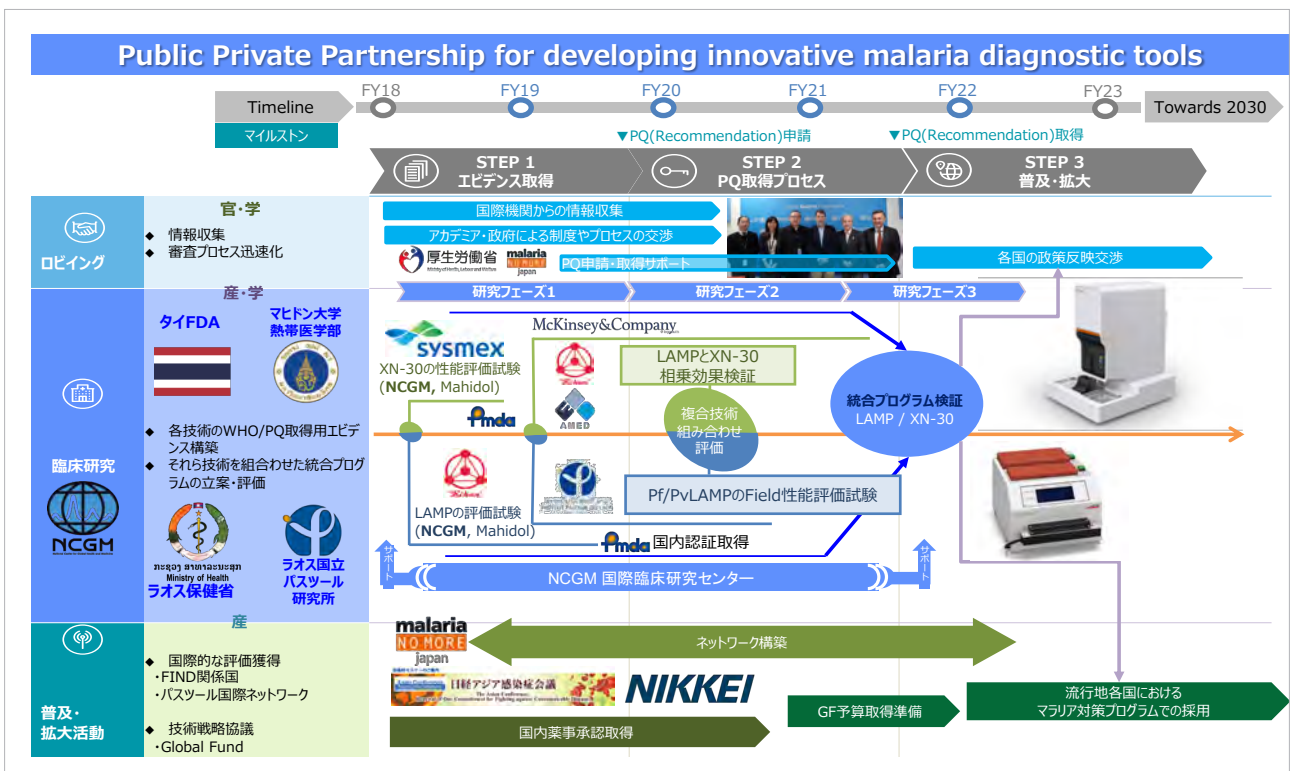 Public Private Partnership for developing innovative malaria diagnostic tools
Timeline
FY18
FY19
FY20
FY21
FY22
FY23
Towards 2030
マイルストン
▼PQ(Recommendation)申請
▼PQ(Recommendation)取得
STEP 1
エビデンス取得
STEP 2
PQ取得プロセス
STEP 3
普及・拡大
ロビイング
官・学
◆ 情報収集
◆ 審査プロセス迅速化
国際機関からの情報収集
アカデミア・政府による制度やプロセスの交渉
厚生労働省
Ministry of Health, Labour and Welfare
malaria
NO MORE
japan
PQ申請・取得サポート
各国の政策反映交渉
臨床研究
NCGM
産・学
タイFDA
マヒドン大学
熱帯医学部
◆ 各技術のWHO/PQ取得用エビデ
ンス構築
◆ それら技術を組合わせた統合プログ
ラムの立案・評価
ກະຊວງ ສາທາລະນະສຸກ
Ministry of Health
ラオス保健省
ラオス国立
パスツール
研究所
研究フェーズ1
研究フェーズ2
研究フェーズ3
McKinsey&Company
sysmex
XN-30の性能評価試験
(NCGM, Mahidol)
pmda
AMED
LAMPとXN-30
相乗効果検証
複合技術
組み合わせ
評価
統合プログラム検証
LAMP / XN-30
LAMPの評価試験
(NCGM, Mahidol)
Pf/PvLAMPのField性能評価試験
pmda 国内認証取得
サポート
NCGM 国際臨床研究センター
サポート
普及・
拡大活動
産
◆ 国際的な評価獲得
・FIND関係国
・パスツール国際ネットワーク
◆ 技術戦略協議
・Global Fund
malaria
NO MORE
japan
ネットワーク構築
日経アジア感染症会議
NIKKEI
国内薬事承認取得
GF予算取得準備
流行地各国における
マラリア対策プログラムでの採用